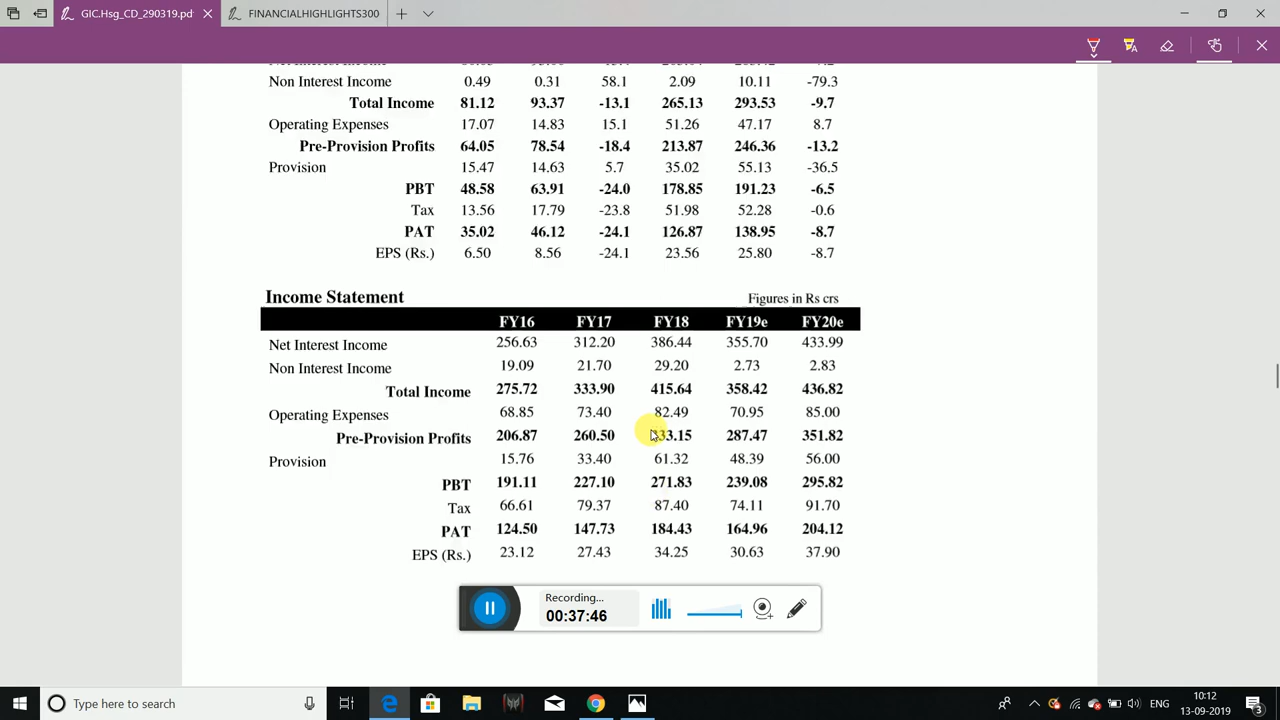 GIC.Hsg_CD_290319.p
FINANCIALHIGHLIGHTS300
Non Interest Income 0.49 0.31 58.1 2.09 10.11 -79.3
Total Income 81.12 93.37 -13.1 265.13 293.53 -9.7
Operating Expenses 17.07 14.83 15.1 51.26 47.17 8.7
Pre-Provision Profits 64.05 78.54 -18.4 213.87 246.36 -13.2
Provision 15.47 14.63 5.7 35.02 55.13 -36.5
PBT 48.58 63.91 -24.0 178.85 191.23 -6.5
Tax 13.56 17.79 -23.8 51.98 52.28 -0.6
PAT 35.02 46.12 -24.1 126.87 138.95 -8.7
EPS (Rs.) 6.50 8.56 -24.1 23.56 25.80 -8.7
Income Statement Figures in Rs crs
FY16 FY17 FY18 FY19e FY20e
Net Interest Income 256.63 312.20 386.44 355.70 433.99
Non Interest Income 19.09 21.70 29.20 2.73 2.83
Total Income 275.72 333.90 415.64 358.42 436.82
Operating Expenses 68.85 73.40 82.49 70.95 85.00
Pre-Provision Profits 206.87 260.50 333.15 287.47 351.82
Provision 15.76 33.40 61.32 48.39 56.00
PBT 191.11 227.10 271.83 239.08 295.82
Tax 66.61 79.37 87.40 74.11 91.70
PAT 124.50 147.73 184.43 164.96 204.12
EPS (Rs.) 23.12 27.43 34.25 30.63 37.90
Recording...
00:37:46
Type here to search
ENG
10:12
13-09-2019
3